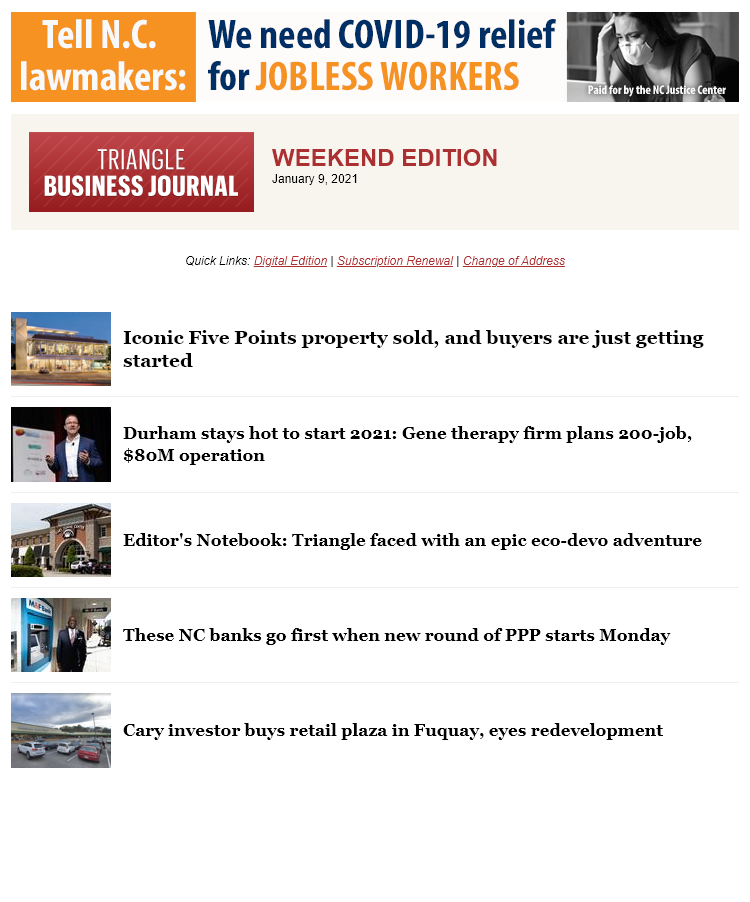 Tell N.C.
lawmakers:
We need COVID-19 relief
for JOBLESS WORKERS
Paid for by the NC Justice Center
TRIANGLE
BUSINESS JOURNAL
WEEKEND EDITION
January 9, 2021
Quick Links: Digital Edition | Subscription Renewal | Change of Address
Iconic Five Points property sold, and buyers are just getting
started
Durham stays hot to start 2021: Gene therapy firm plans 200-job,
$80M operation
Editor's Notebook: Triangle faced with an epic eco-devo adventure
M&F Bank
These NC banks go first when new round of PPP starts Monday
Cary investor buys retail plaza in Fuquay, eyes redevelopment